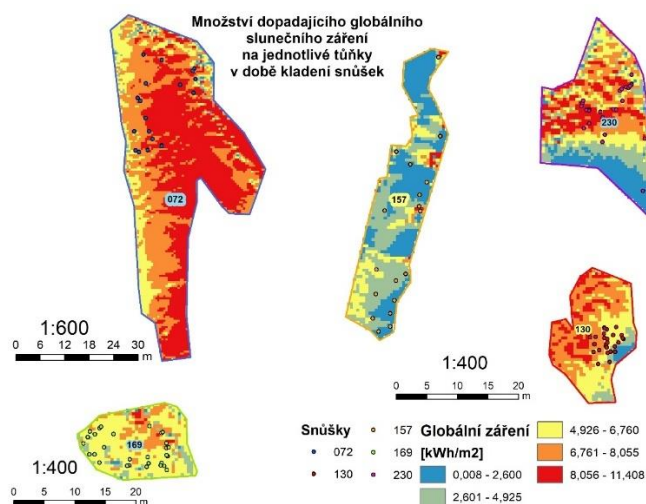 Množství dopadajícího globálního
slunečního záření
na jednotlivé tůňky
v době kladení snůšek
072
157
230
130
169
1:600
0 6 12 18 24 30
m
1:400
0 5 10 15 20
m
1:400
0 5 10 15 20
m
Snůšky
072
130
157
169
230
Globální záření
[kWh/m2]
0,008 - 2,600
2,601 - 4,925
4,926 - 6,760
6,761 - 8,055
8,056 - 11,408